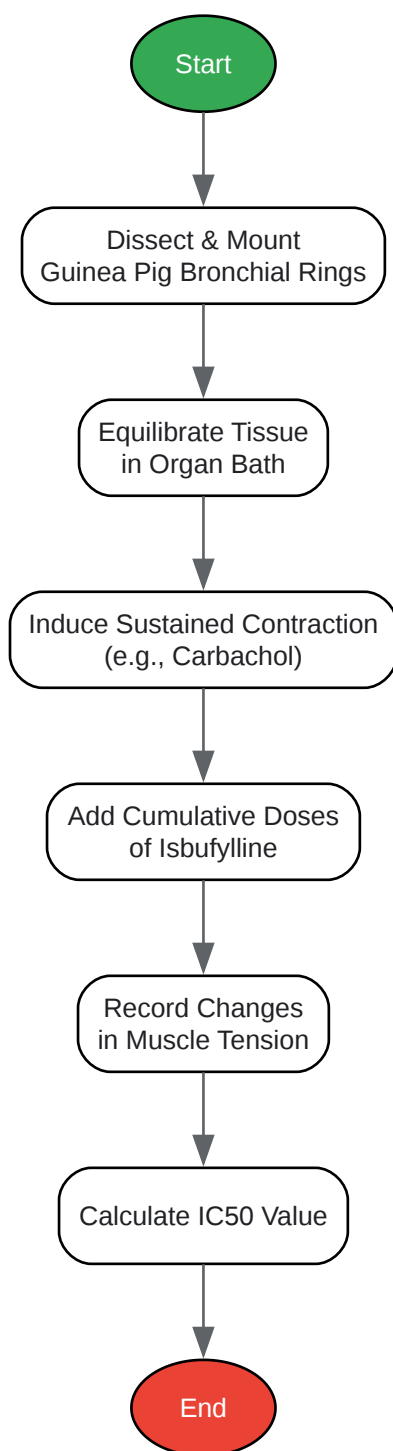 Start
Dissect & Mount
Guinea Pig Bronchial Rings
Equilibrate Tissue
in Organ Bath
Induce Sustained Contraction
(e.g., Carbachol)
Add Cumulative Doses
of Isbufylline
Record Changes
in Muscle Tension
Calculate IC50 Value
End